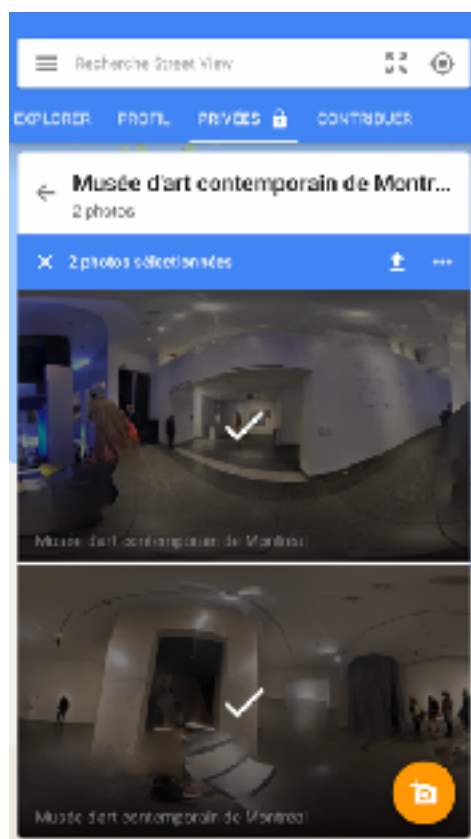 Recherche Street View
EXPLORER PROFIL PRIVÉES CONTRIBUER
Musée d'art contemporain de Montr...
2 photos
2 photos sélectionnées
Musée d'art contemporain de Montréal
Musée d'art contemporain de Montréal